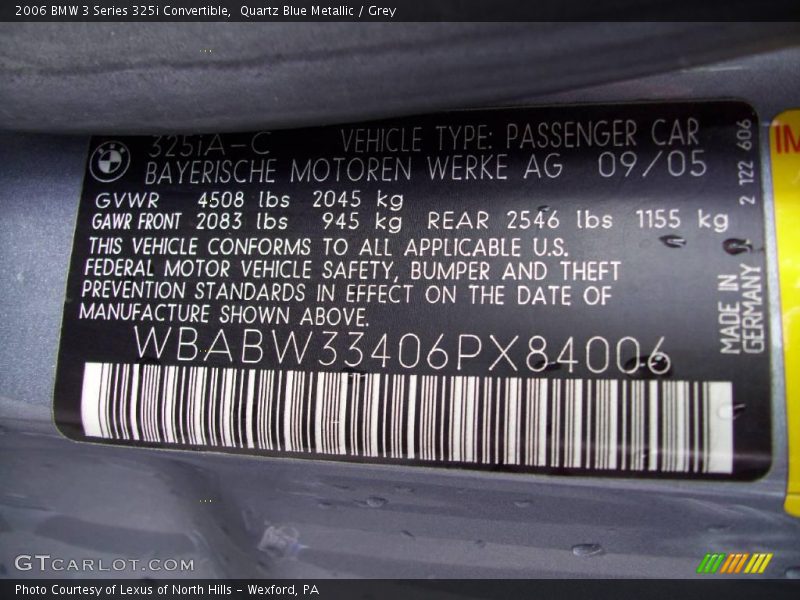 2006 BMW 3 Series 325i Convertible,  Quartz Blue Metallic / Grey
325iA-C VEHICLE TYPE: PASSENGER CAR
BAYERISCHE MOTOREN WERKE AG 09/05
GVWR 4508 lbs 2045 kg
GAWR FRONT 2083 lbs 945 kg REAR 2546 lbs 1155 kg
THIS VEHICLE CONFORMS TO ALL APPLICABLE U.S.
FEDERAL MOTOR VEHICLE SAFETY, BUMPER AND THEFT
PREVENTION STANDARDS IN EFFECT ON THE DATE OF
MANUFACTURE SHOWN ABOVE.
WBABW33406PX84006
2 122 606
MADE IN
GERMANY
GTCARLOT.COM
Photo Courtesy of Lexus of North Hills - Wexford, PA